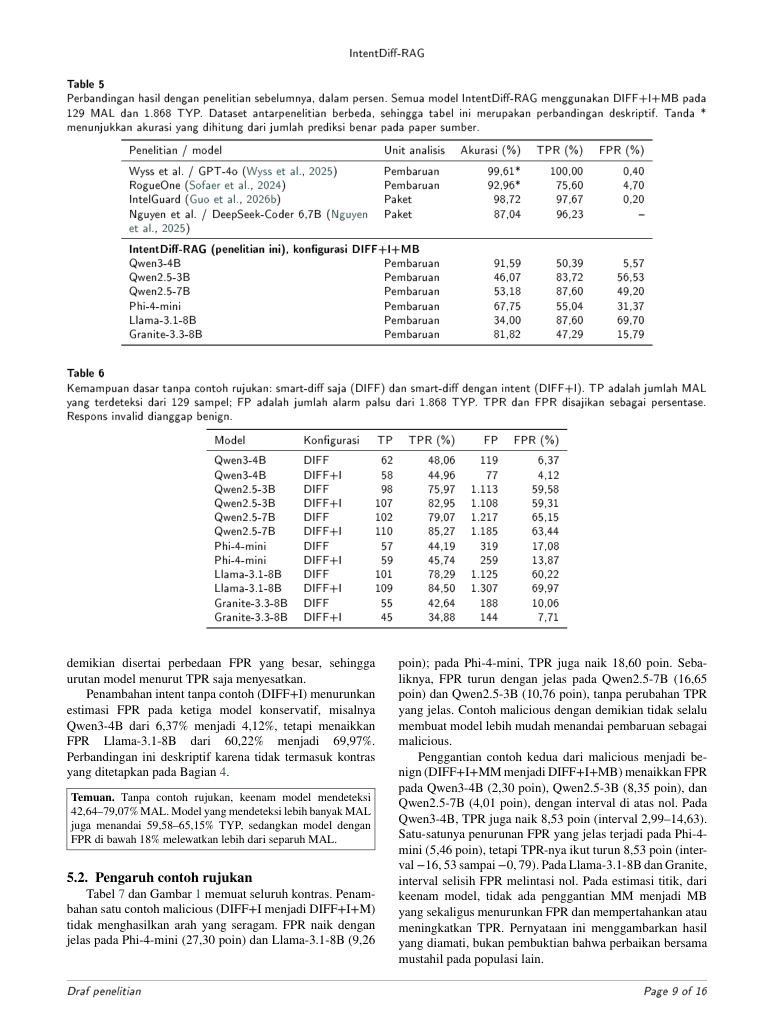 IntentDiff-RAG
Table 5
Perbandingan hasil dengan penelitian sebelumnya, dalam persen. Semua model IntentDiff-RAG menggunakan DIFF+I+MB pada
129 MAL dan 1.868 TYP. Dataset antarpenelitian berbeda, sehingga tabel ini merupakan perbandingan deskriptif. Tanda *
menunjukkan akurasi yang dihitung dari jumlah prediksi benar pada paper sumber.
Penelitian / model Unit analisis Akurasi (%) TPR (%) FPR (%)
Wyss et al. / GPT-4o (Wyss et al., 2025) Pembaruan 99,61* 100,00 0,40
RogueOne (Sofaer et al., 2024) Pembaruan 92,96* 75,60 4,70
IntelGuard (Guo et al., 2026b) Paket 98,72 97,67 0,20
Nguyen et al. / DeepSeek-Coder 6,7B (Nguyen Paket 87,04 96,23 –
et al., 2025)
IntentDiff-RAG (penelitian ini), konfigurasi DIFF+I+MB
Qwen3-4B Pembaruan 91,59 50,39 5,57
Qwen2.5-3B Pembaruan 46,07 83,72 56,53
Qwen2.5-7B Pembaruan 53,18 87,60 49,20
Phi-4-mini Pembaruan 67,75 55,04 31,37
Llama-3.1-8B Pembaruan 34,00 87,60 69,70
Granite-3.3-8B Pembaruan 81,82 47,29 15,79
Table 6
Kemampuan dasar tanpa contoh rujukan: smart-diff saja (DIFF) dan smart-diff dengan intent (DIFF+I). TP adalah jumlah MAL
yang terdeteksi dari 129 sampel; FP adalah jumlah alarm palsu dari 1.868 TYP. TPR dan FPR disajikan sebagai persentase.
Respons invalid dianggap benign.
Model Konfigurasi TP TPR (%) FP FPR (%)
Qwen3-4B DIFF 62 48,06 119 6,37
Qwen3-4B DIFF+I 58 44,96 77 4,12
Qwen2.5-3B DIFF 98 75,97 1.113 59,58
Qwen2.5-3B DIFF+I 107 82,95 1.108 59,31
Qwen2.5-7B DIFF 102 79,07 1.217 65,15
Qwen2.5-7B DIFF+I 110 85,27 1.185 63,44
Phi-4-mini DIFF 57 44,19 319 17,08
Phi-4-mini DIFF+I 59 45,74 259 13,87
Llama-3.1-8B DIFF 101 78,29 1.125 60,22
Llama-3.1-8B DIFF+I 109 84,50 1.307 69,97
Granite-3.3-8B DIFF 55 42,64 188 10,06
Granite-3.3-8B DIFF+I 45 34,88 144 7,71
demikian disertai perbedaan FPR yang besar, sehingga
urutan model menurut TPR saja menyesatkan.
Penambahan intent tanpa contoh (DIFF+I) menurunkan
estimasi FPR pada ketiga model konservatif, misalnya
Qwen3-4B dari 6,37% menjadi 4,12%, tetapi menaikkan
FPR Llama-3.1-8B dari 60,22% menjadi 69,97%.
Perbandingan ini deskriptif karena tidak termasuk kontras
yang ditetapkan pada Bagian 4.
Temuan. Tanpa contoh rujukan, keenam model mendeteksi
42,64–79,07% MAL. Model yang mendeteksi lebih banyak MAL
juga menandai 59,58–65,15% TYP, sedangkan model dengan
FPR di bawah 18% melewatkan lebih dari separuh MAL.
5.2. Pengaruh contoh rujukan
Tabel 7 dan Gambar 1 memuat seluruh kontras. Penam-
bahan satu contoh malicious (DIFF+I menjadi DIFF+I+M)
tidak menghasilkan arah yang seragam. FPR naik dengan
jelas pada Phi-4-mini (27,30 poin) dan Llama-3.1-8B (9,26
poin); pada Phi-4-mini, TPR juga naik 18,60 poin. Seba-
liknya, FPR turun dengan jelas pada Qwen2.5-7B (16,65
poin) dan Qwen2.5-3B (10,76 poin), tanpa perubahan TPR
yang jelas. Contoh malicious dengan demikian tidak selalu
membuat model lebih mudah menandai pembaruan sebagai
malicious.
Penggantian contoh kedua dari malicious menjadi be-
nign (DIFF+I+MM menjadi DIFF+I+MB) menaikkan FPR
pada Qwen3-4B (2,30 poin), Qwen2.5-3B (8,35 poin), dan
Qwen2.5-7B (4,01 poin), dengan interval di atas nol. Pada
Qwen3-4B, TPR juga naik 8,53 poin (interval 2,99–14,63).
Satu-satunya penurunan FPR yang jelas terjadi pada Phi-4-
mini (5,46 poin), tetapi TPR-nya ikut turun 8,53 poin (inter-
val −16, 53 sampai −0, 79). Pada Llama-3.1-8B dan Granite,
interval selisih FPR melintasi nol. Pada estimasi titik, dari
keenam model, tidak ada penggantian MM menjadi MB
yang sekaligus menurunkan FPR dan mempertahankan atau
meningkatkan TPR. Pernyataan ini menggambarkan hasil
yang diamati, bukan pembuktian bahwa perbaikan bersama
mustahil pada populasi lain.
Draf penelitian
Page 9 of 16